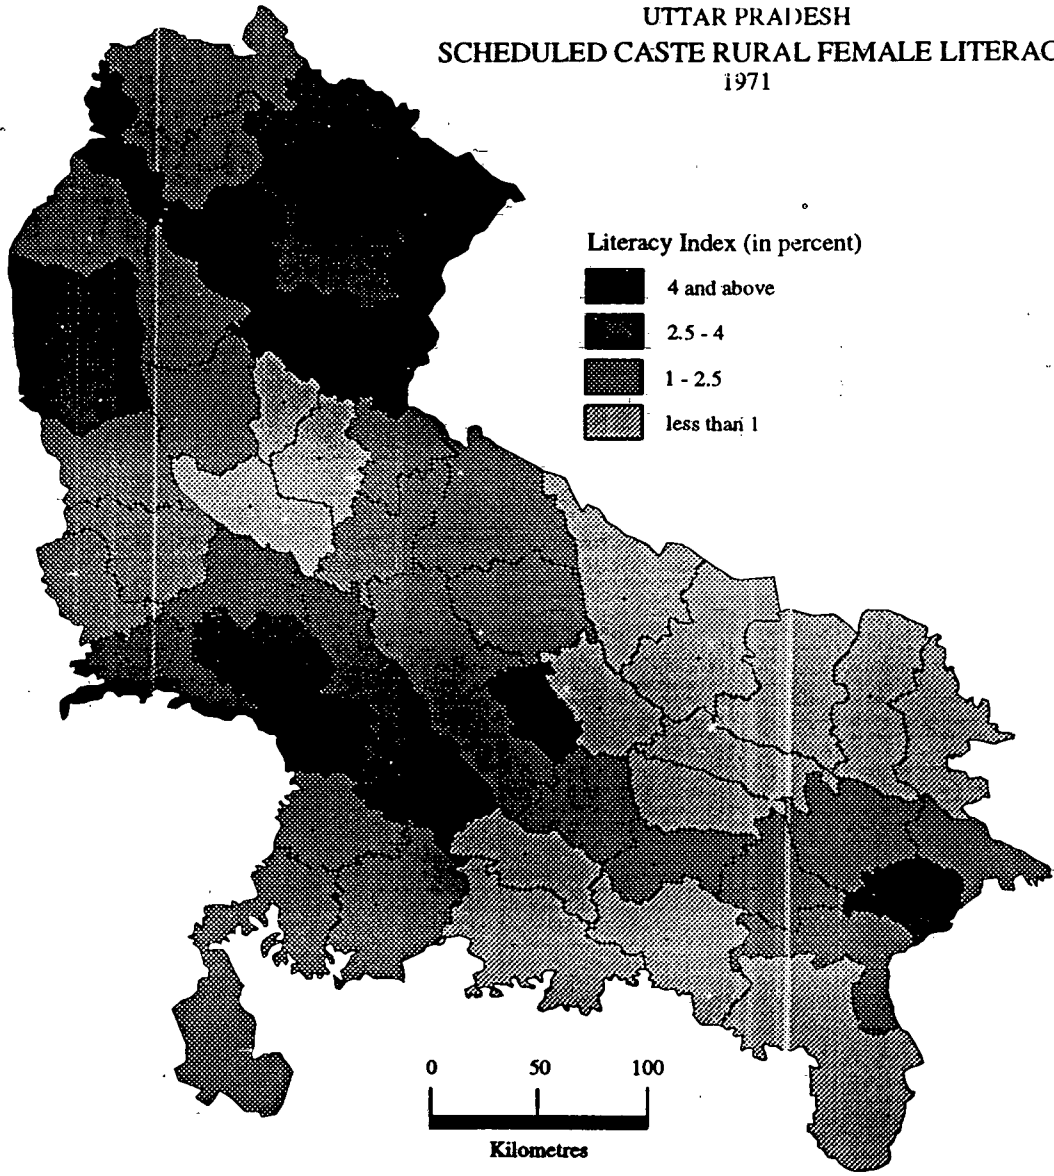 UTTAR PRADESH
SCHEDULED CASTE RURAL FEMALE LITERAC
1971
Literacy Index (in percent)
4 and above
2.5 - 4
1 - 2.5
less than 1
0 50 100
Kilometres